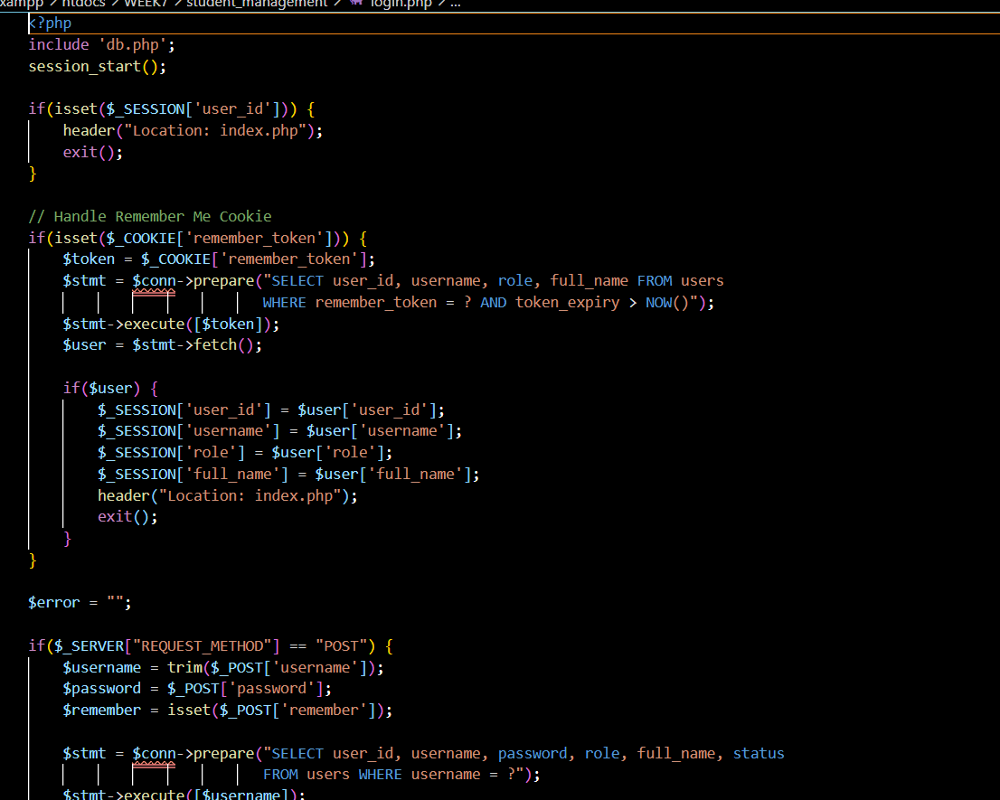 xampp > htdocs > WEEK7 > student_management > login.php > ...
<?php
include 'db.php';
session_start();
if(isset($_SESSION['user_id'])) {
    header("Location: index.php");
    exit();
}
// Handle Remember Me Cookie
if(isset($_COOKIE['remember_token'])) {
    $token = $_COOKIE['remember_token'];
    $stmt = $conn->prepare("SELECT user_id, username, role, full_name FROM users
                           WHERE remember_token = ? AND token_expiry > NOW()");
    $stmt->execute([$token]);
    $user = $stmt->fetch();
    if($user) {
        $_SESSION['user_id'] = $user['user_id'];
        $_SESSION['username'] = $user['username'];
        $_SESSION['role'] = $user['role'];
        $_SESSION['full_name'] = $user['full_name'];
        header("Location: index.php");
        exit();
    }
}
$error = "";
if($_SERVER["REQUEST_METHOD"] == "POST") {
    $username = trim($_POST['username']);
    $password = $_POST['password'];
    $remember = isset($_POST['remember']);
    $stmt = $conn->prepare("SELECT user_id, username, password, role, full_name, status
                           FROM users WHERE username = ?");
    $stmt->execute([$username]);